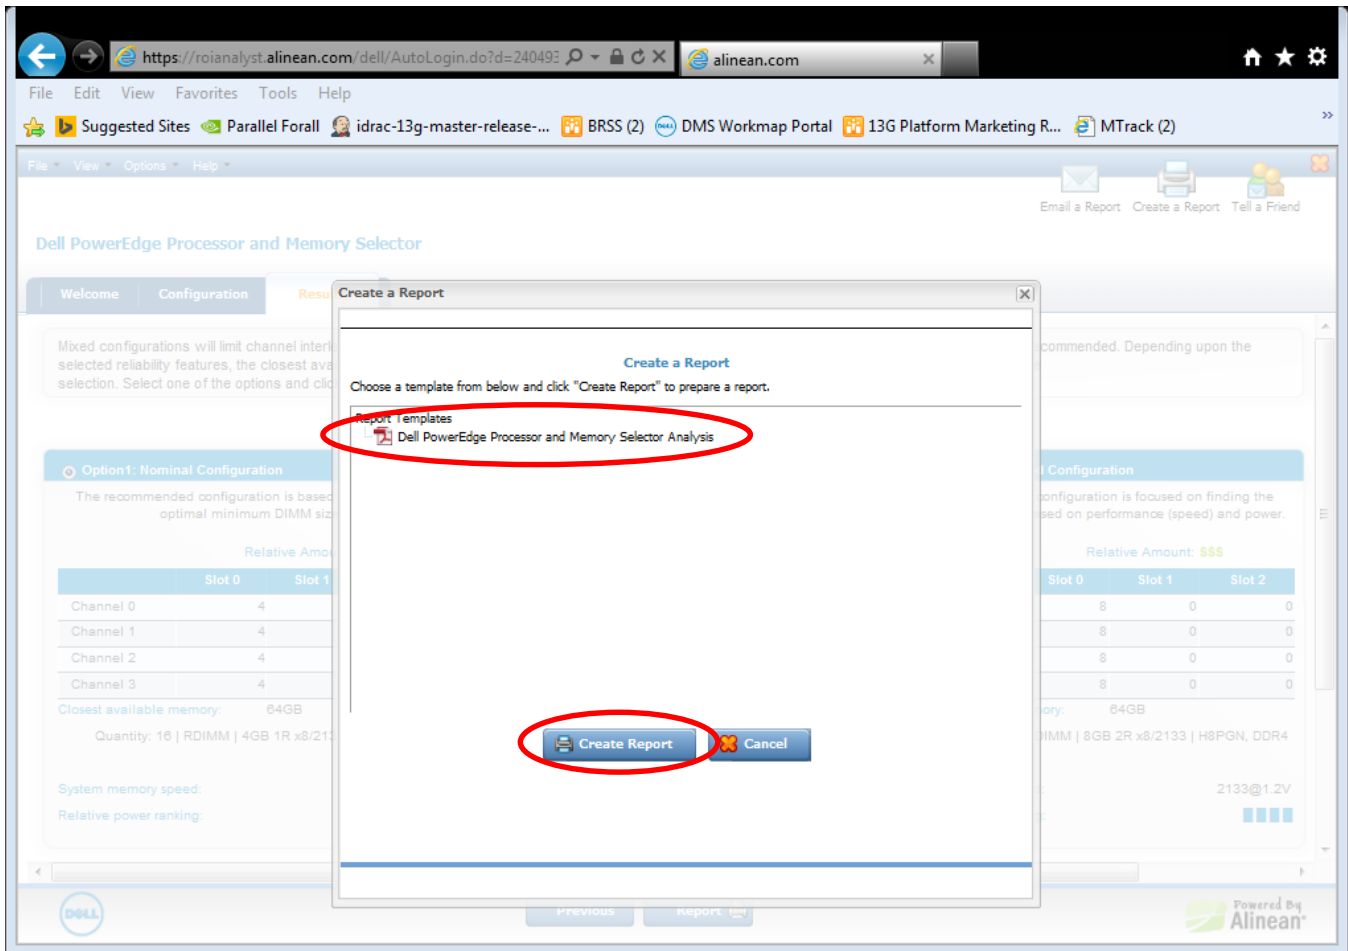 https://roianalyst.alinean.com/dell/AutoLogin.do?d=240493
alinean.com
File Edit View Favorites Tools Help
Suggested Sites Parallel Forall idrac-13g-master-release-... BRSS (2) DMS Workmap Portal 13G Platform Marketing R... MTrack (2) »
File View Options Help
Email a Report Create a Report Tell a Friend
Dell PowerEdge Processor and Memory Selector
Welcome Configuration Resu
Create a Report
Mixed configurations will limit channel interl
commended. Depending upon the
selected reliability features, the closest ava
selection. Select one of the options and clic
Create a Report
Choose a template from below and click "Create Report" to prepare a report.
Report Templates
Dell PowerEdge Processor and Memory Selector Analysis
Option1: Nominal Configuration
l Configuration
The recommended configuration is based
configuration is focused on finding the
optimal minimum DIMM siz
sed on performance (speed) and power.
Relative Amou
Relative Amount: $$$
Slot 0 Slot 1
Slot 0 Slot 1 Slot 2
Channel 0 4
8 0 0
Channel 1 4
8 0 0
Channel 2 4
8 0 0
Channel 3 4
8 0 0
Closest available memory: 64GB
ory: 64GB
Quantity: 16 | RDIMM | 4GB 1R x8/213
DIMM | 8GB 2R x8/2133 | H8PGN, DDR4
Create Report Cancel
System memory speed:
2133@1.2V
Relative power ranking:
DELL
Previous Report
Powered By
Alinean